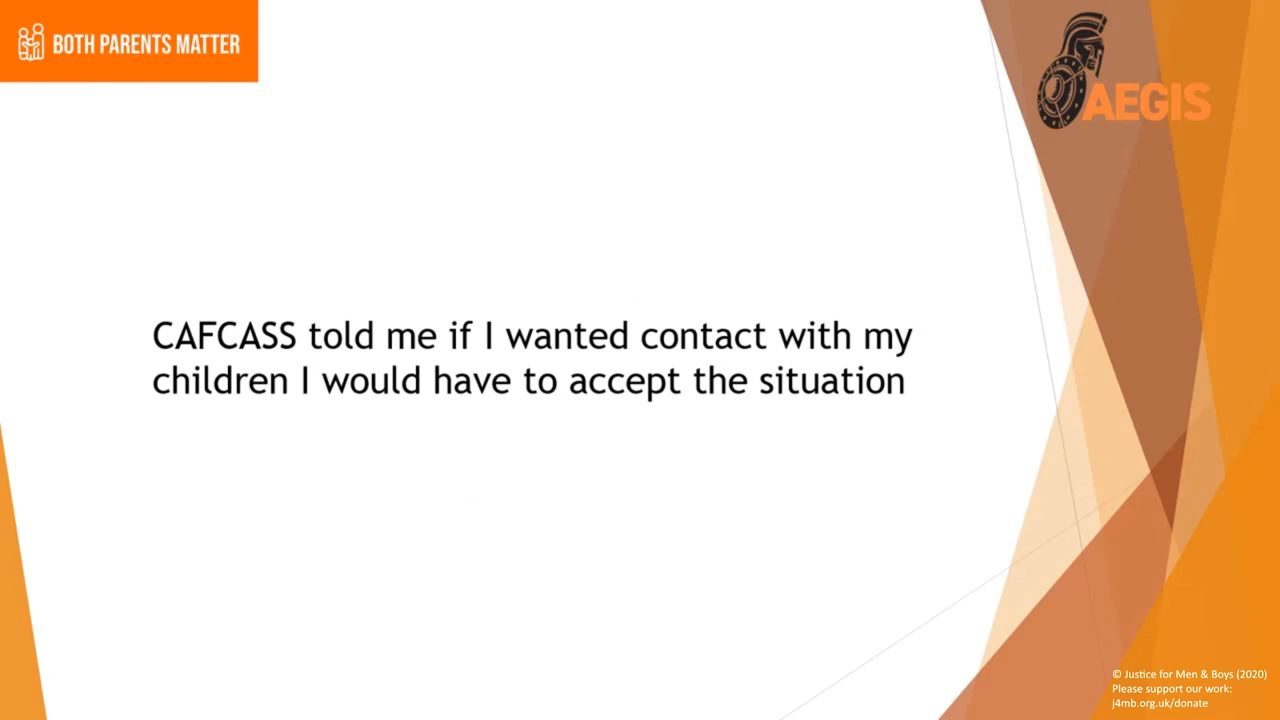 BOTH PARENTS MATTER
AEGIS
CAFCASS told me if I wanted contact with my
children I would have to accept the situation
© Justice for Men & Boys (2020)
Please support our work:
j4mb.org.uk/donate